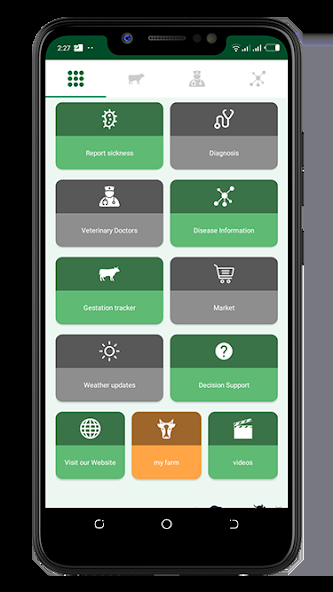 2:27
Report sickness
Diagnosis
Veterinary Doctors
Disease Information
Gestation tracker
Market
Weather updates
Decision Support
Visit our Website
my farm
videos